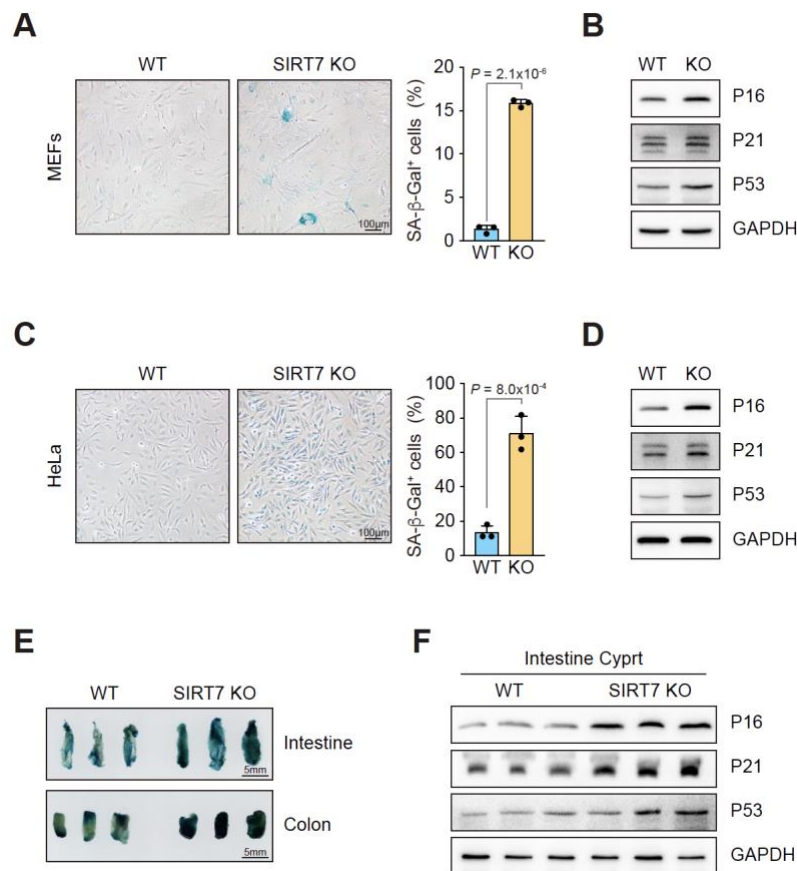 A
WT
SIRT7 KO
MEFs
100μm
SA-β-Gal⁺ cells (%)
20
15
10
5
0
P = 2.1x10⁻⁶
WT
KO
B
WT KO
P16
P21
P53
GAPDH
C
WT
SIRT7 KO
HeLa
100μm
SA-β-Gal⁺ cells (%)
100
80
60
40
20
0
P = 8.0x10⁻⁴
WT
KO
D
WT KO
P16
P21
P53
GAPDH
E
WT
SIRT7 KO
Intestine
5mm
Colon
5mm
F
Intestine Cyprt
WT
SIRT7 KO
P16
P21
P53
GAPDH